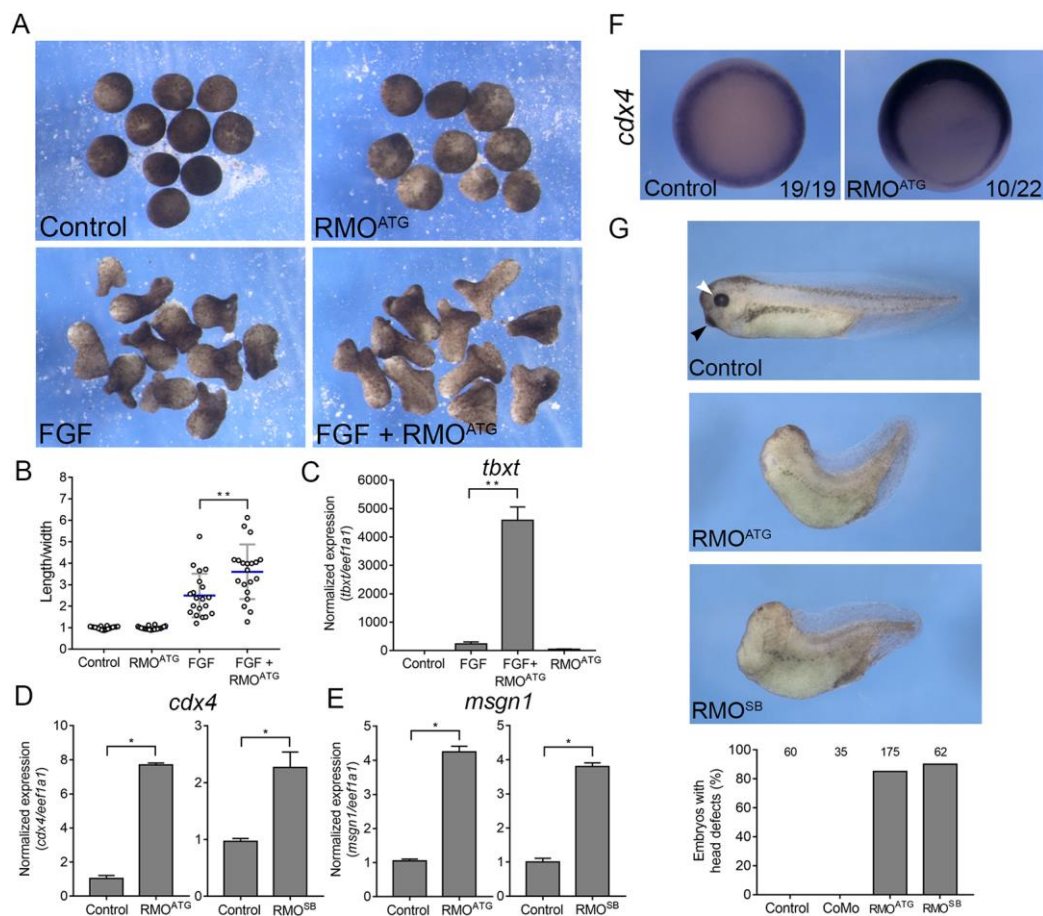 A
Control
RMO^ATG
FGF
FGF + RMO^ATG
B
Length/width
8
7
6
5
4
3
2
1
0
**
Control
RMO^ATG
FGF
FGF +
RMO^ATG
C
tbxt
Normalized expression
(tbxt/eef1a1)
6000
5000
4000
3000
2000
1000
0
**
Control
FGF
FGF+
RMO^ATG
RMO^ATG
D
cdx4
Normalized expression
(cdx4/eef1a1)
10
8
6
4
2
0
*
Control
RMO^ATG
3
2
1
0
*
Control
RMO^SB
E
msgn1
Normalized expression
(msgn1/eef1a1)
5
4
3
2
1
0
*
Control
RMO^ATG
5
4
3
2
1
0
*
Control
RMO^SB
F
cdx4
Control
19/19
RMO^ATG
10/22
G
Control
RMO^ATG
RMO^SB
Embryos with
head defects (%)
100
80
60
40
20
0
60
35
175
62
Control
CoMo
RMO^ATG
RMO^SB